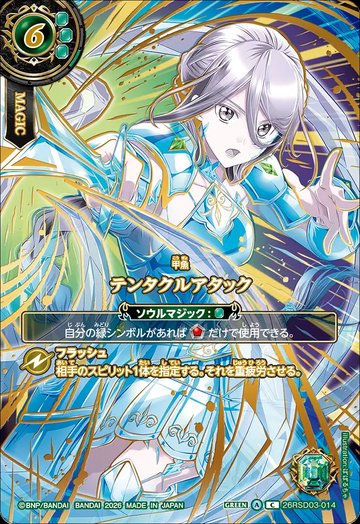 6
MAGIC
甲魚
テンタクルアタック
ソウルマジック：
自分の緑シンボルがあれば だけで使用できる。
フラッシュ
相手のスピリット1体を指定する。それを重疲労させる。
©BNP/BANDAI BANDAI 2026 MADE IN JAPAN GREEN A C 26RSD03-014